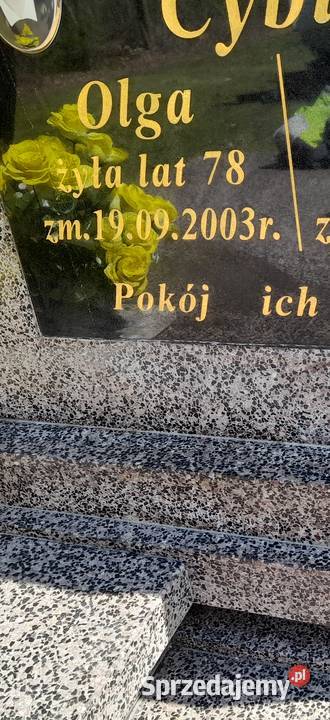 Olga
żyła lat 78
zm.19.09.2003r.
Pokój ich
Sprzedajemy.pl